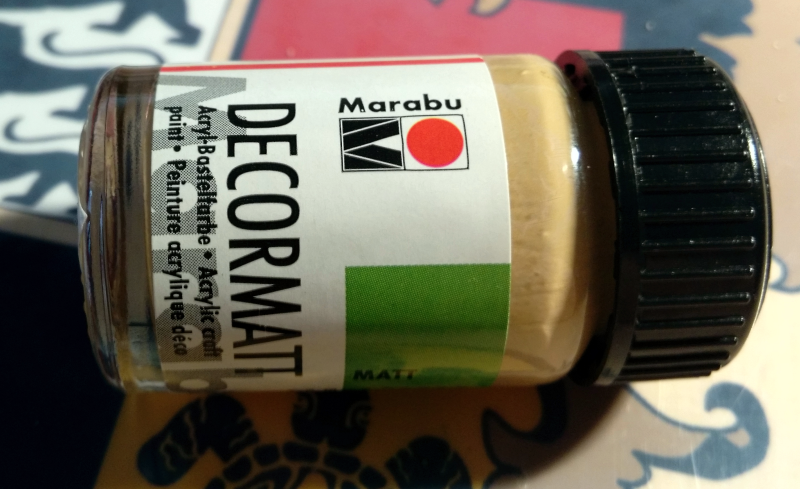 Marabu
DECORMATT
Acryl-Bastelfarbe • Acrylic craft
paint • Peinture acrylique déco
MATT